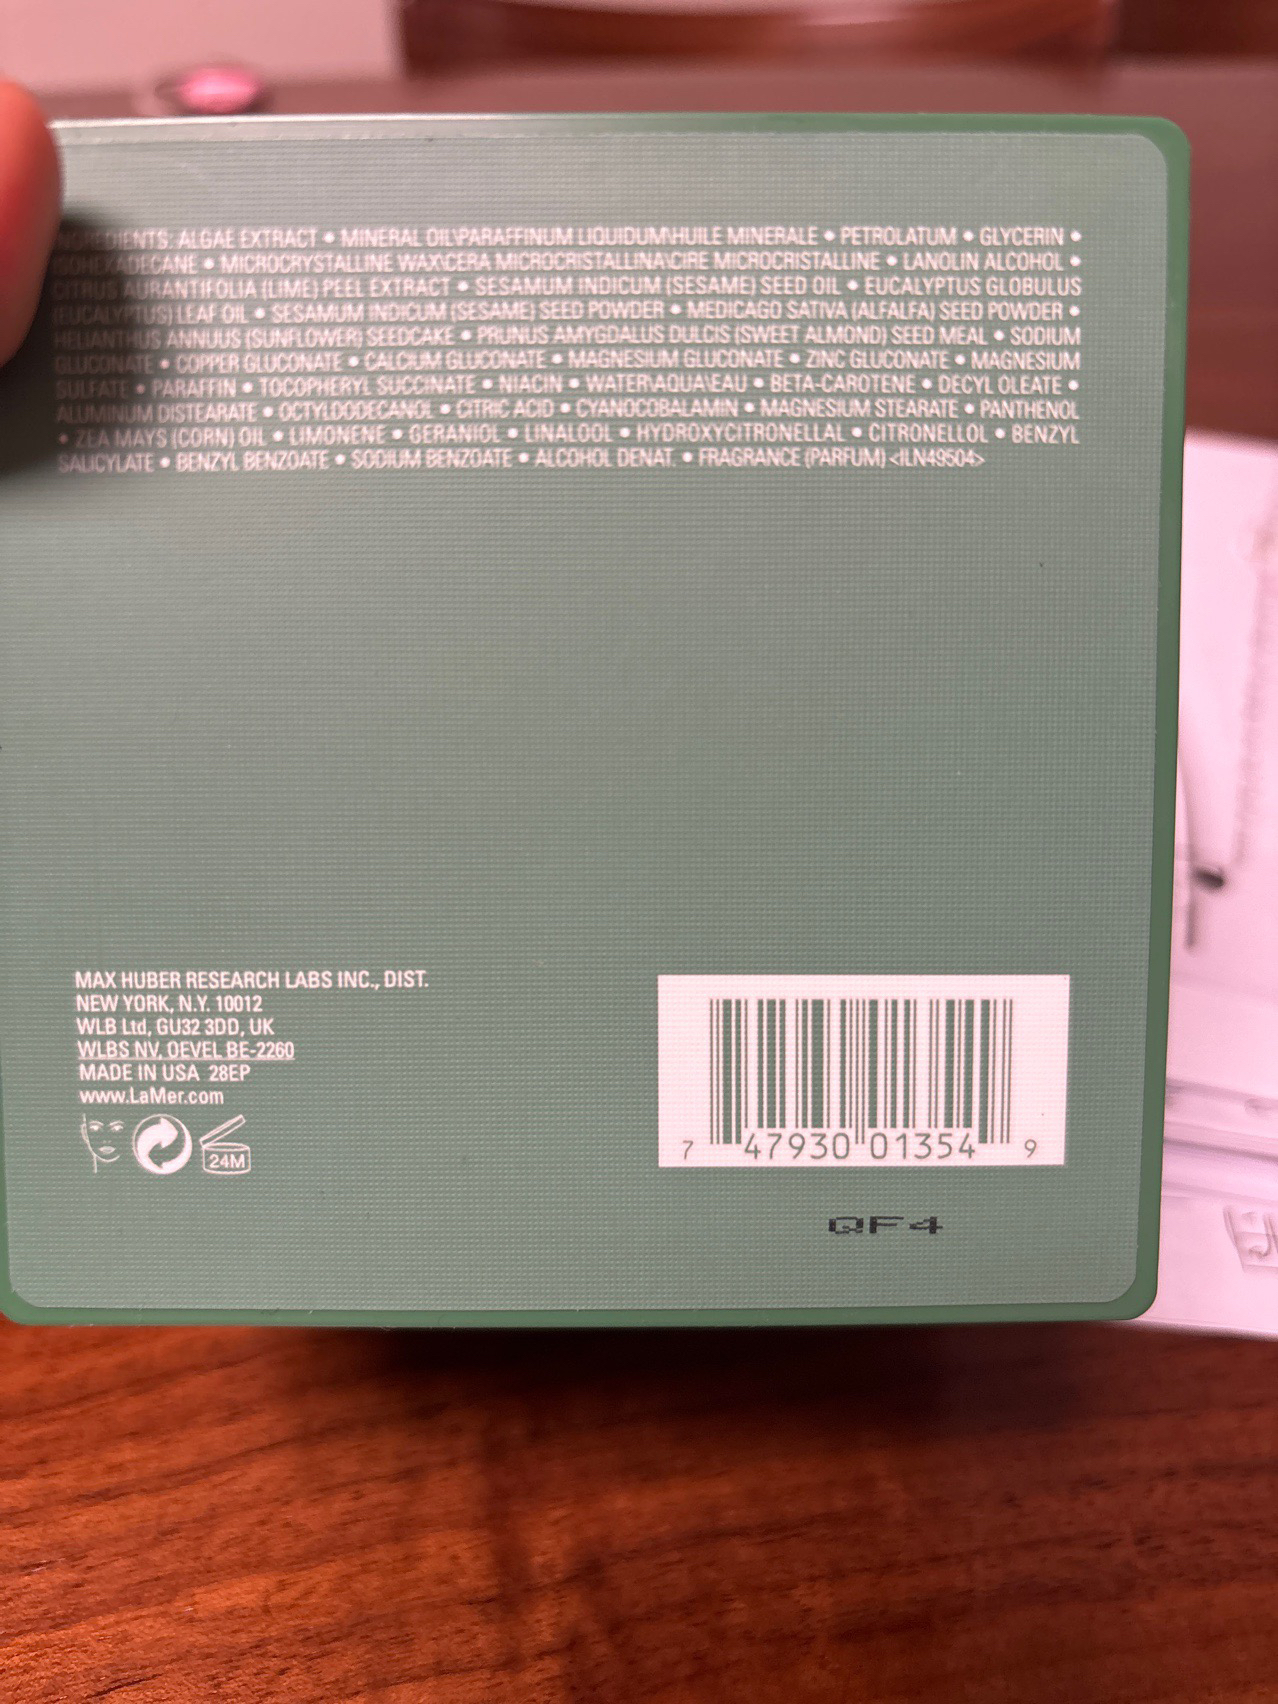 INGREDIENTS: ALGAE EXTRACT • MINERAL OIL\PARAFFINUM LIQUIDUM\HUILE MINERALE • PETROLATUM • GLYCERIN •
ISOHEXADECANE • MICROCRYSTALLINE WAX\CERA MICROCRISTALLINA\CIRE MICROCRISTALLINE • LANOLIN ALCOHOL •
CITRUS AURANTIFOLIA (LIME) PEEL EXTRACT • SESAMUM INDICUM (SESAME) SEED OIL • EUCALYPTUS GLOBULUS
(EUCALYPTUS) LEAF OIL • SESAMUM INDICUM (SESAME) SEED POWDER • MEDICAGO SATIVA (ALFALFA) SEED POWDER •
HELIANTHUS ANNUUS (SUNFLOWER) SEEDCAKE • PRUNUS AMYGDALUS DULCIS (SWEET ALMOND) SEED MEAL • SODIUM
GLUCONATE • COPPER GLUCONATE • CALCIUM GLUCONATE • MAGNESIUM GLUCONATE • ZINC GLUCONATE • MAGNESIUM
SULFATE • PARAFFIN • TOCOPHERYL SUCCINATE • NIACIN • WATER\AQUA\EAU • BETA-CAROTENE • DECYL OLEATE •
ALUMINUM DISTEARATE • OCTYLDODECANOL • CITRIC ACID • CYANOCOBALAMIN • MAGNESIUM STEARATE • PANTHENOL
• ZEA MAYS (CORN) OIL • LIMONENE • GERANIOL • LINALOOL • HYDROXYCITRONELLAL • CITRONELLOL • BENZYL
SALICYLATE • BENZYL BENZOATE • SODIUM BENZOATE • ALCOHOL DENAT. • FRAGRANCE (PARFUM) <ILN49504>
MAX HUBER RESEARCH LABS INC., DIST.
NEW YORK, N.Y. 10012
WLB Ltd, GU32 3DD, UK
WLBS NV, OEVEL BE-2260
MADE IN USA 28EP
www.LaMer.com
24M
7 47930 01354 9
QF4